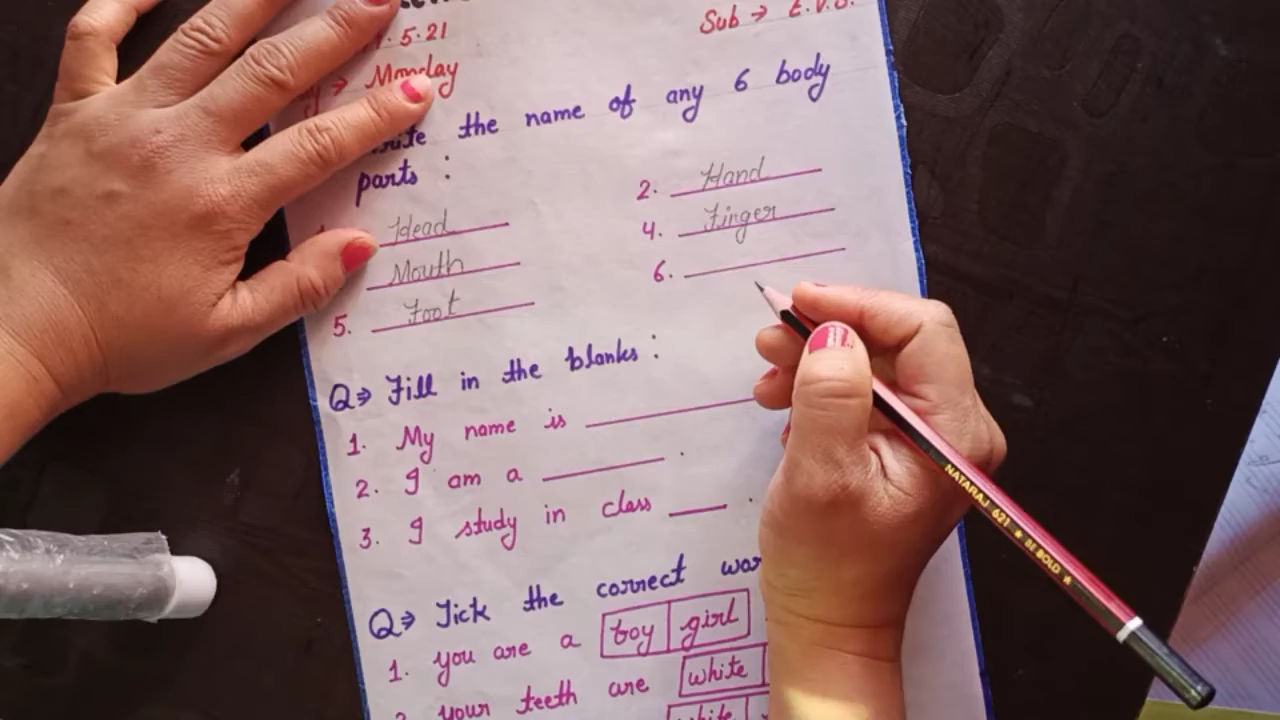 5.21
Sub → E.V.S.
→ Monday
the name of any 6 body
parts :
Head
2. Hand
Mouth
4. Finger
5. Foot
6.
Q⇒ Fill in the blanks :
1. My name is
2. I am a .
3. I study in class .
Q⇒ Tick the correct
1. you are a boy girl
your teeth are white
NATARAJ 621 ★ BE BOLD ★